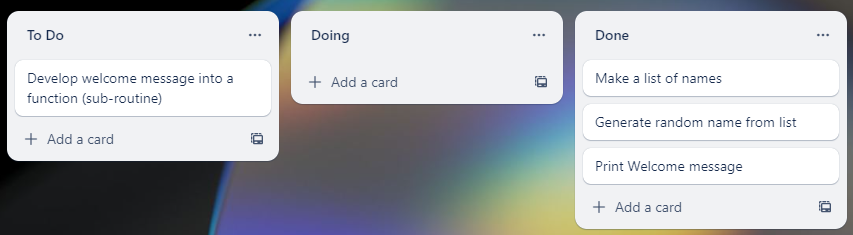 To Do
Develop welcome message into a
function (sub-routine)
Add a card
Doing
Add a card
Done
Make a list of names
Generate random name from list
Print Welcome message
Add a card